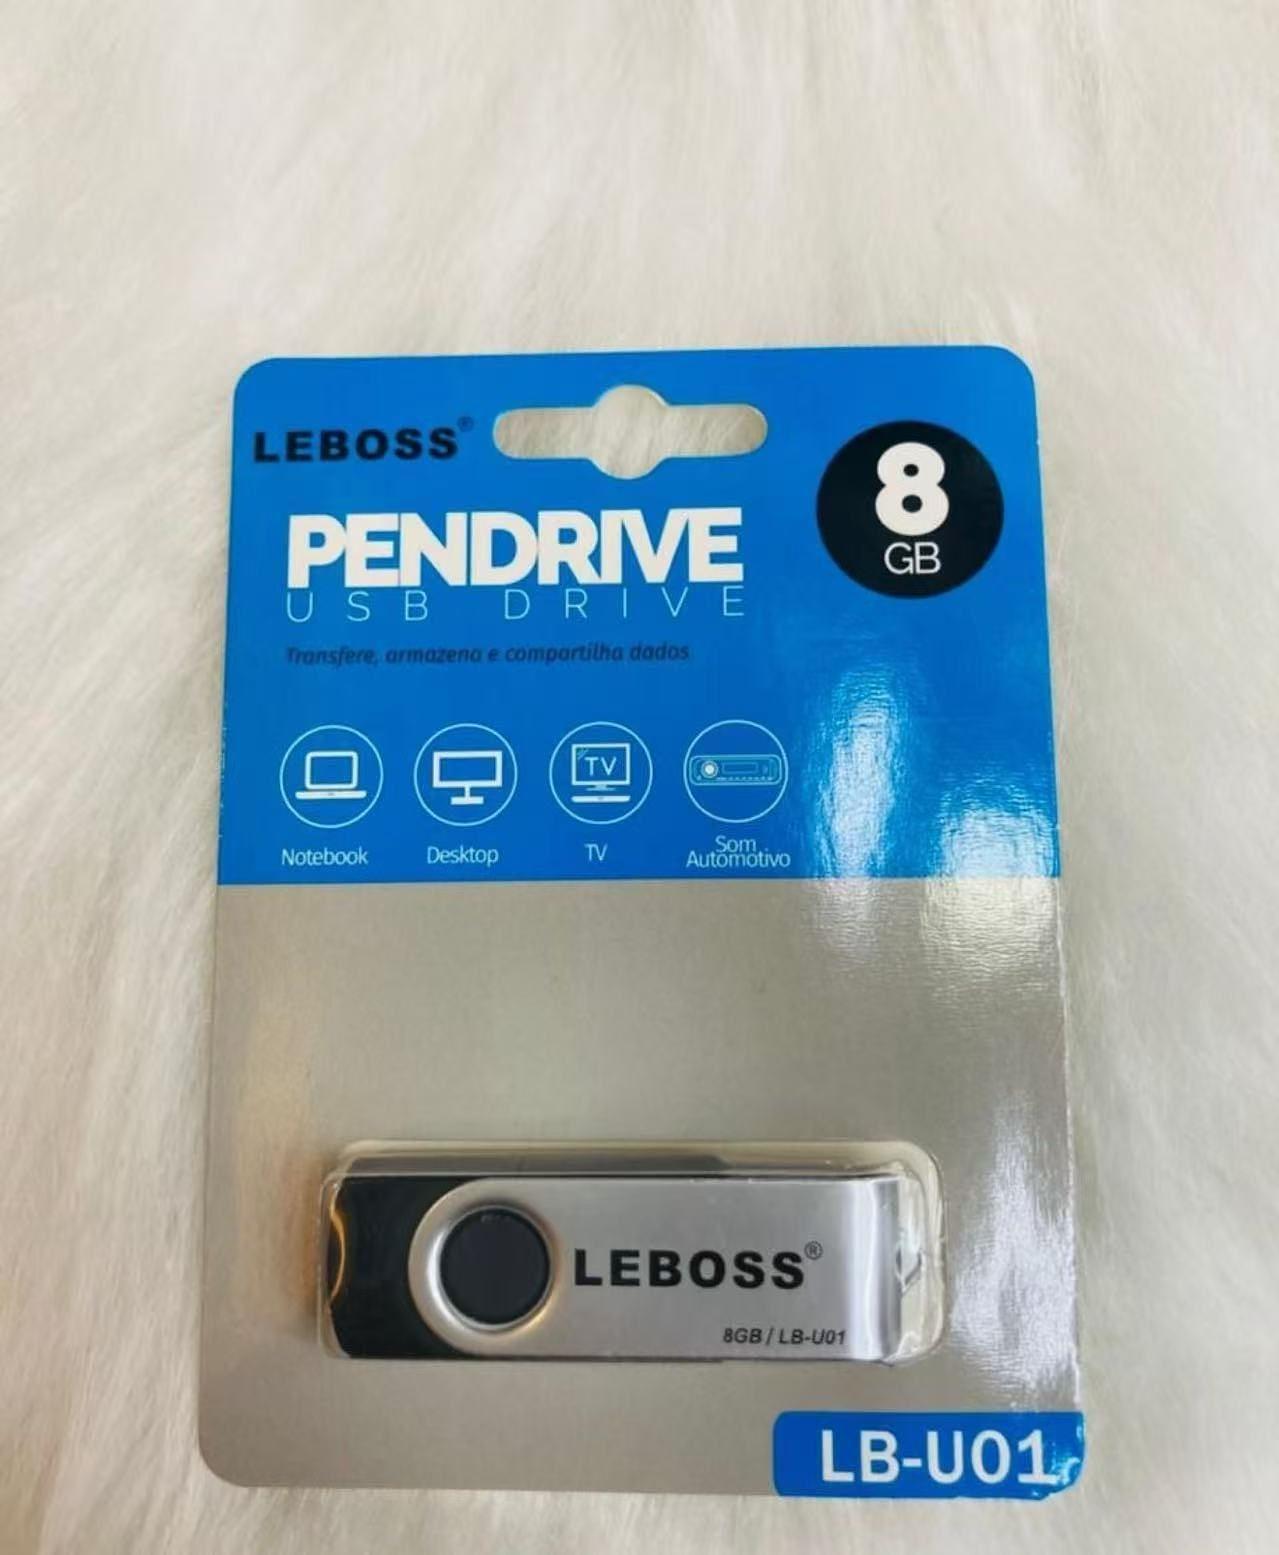 LEBOSS®
8
GB
PENDRIVE
USB DRIVE
Transfere, armazena e compartilha dados
TV
Notebook
Desktop
TV
Som
Automotivo
LEBOSS®
8GB / LB-U01
LB-U01